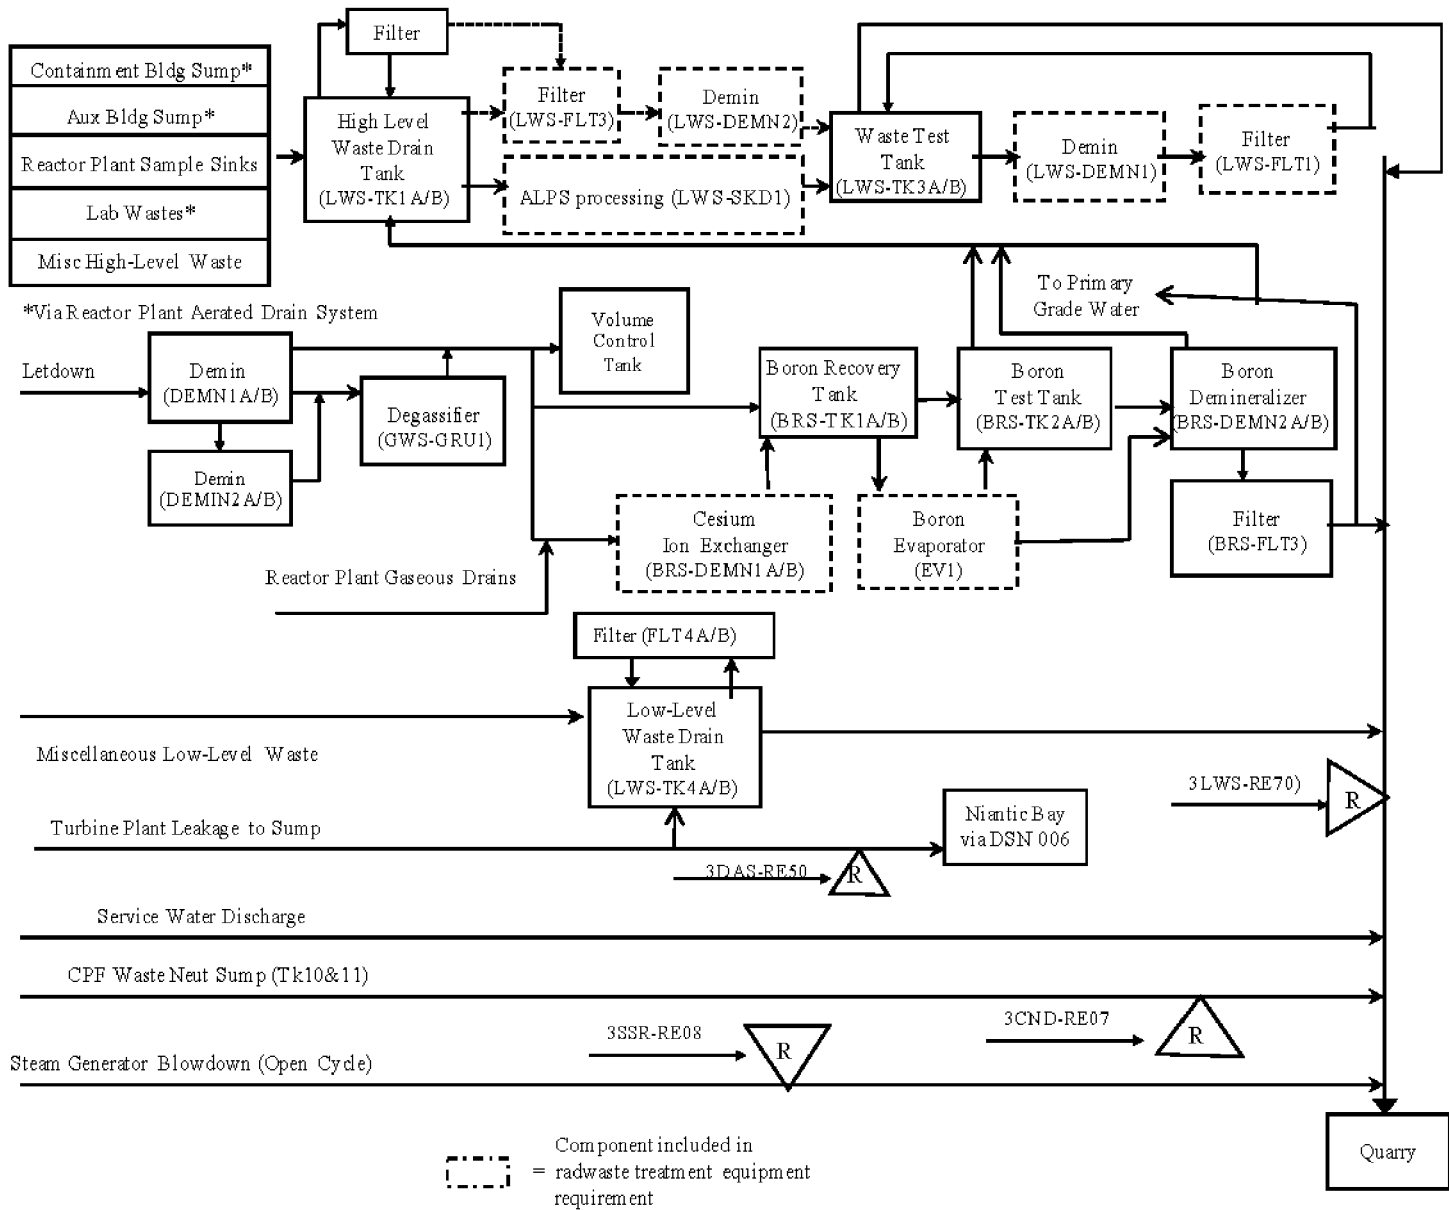 Filter
Containment Bldg Sump*
Aux Bldg Sump*
Reactor Plant Sample Sinks
Lab Wastes*
Misc High-Level Waste
*Via Reactor Plant Aerated Drain System
High Level
Waste Drain
Tank
(LWS-TK1A/B)
Filter
(LWS-FLT3)
Demin
(LWS-DEMN2)
ALPS processing (LWS-SKD1)
Waste Test
Tank
(LWS-TK3A/B)
Demin
(LWS-DEMN1)
Filter
(LWS-FLT1)
To Primary
Grade Water
Letdown
Demin
(DEMN1A/B)
Demin
(DEMIN2A/B)
Degassifier
(GWS-GRU1)
Volume
Control
Tank
Boron Recovery
Tank
(BRS-TK1A/B)
Boron
Test Tank
(BRS-TK2A/B)
Boron
Demineralizer
(BRS-DEMN2A/B)
Cesium
Ion Exchanger
(BRS-DEMN1A/B)
Boron
Evaporator
(EV1)
Filter
(BRS-FLT3)
Reactor Plant Gaseous Drains
Filter (FLT4A/B)
Low-Level
Waste Drain
Tank
(LWS-TK4A/B)
Miscellaneous Low-Level Waste
3LWS-RE70)
R
Turbine Plant Leakage to Sump
Niantic Bay
via DSN 006
3DAS-RE50
R
Service Water Discharge
CPF Waste Neut Sump (Tk10&11)
3CND-RE07
R
3SSR-RE08
R
Steam Generator Blowdown (Open Cycle)
Quarry
Component included in
= radwaste treatment equipment
requirement